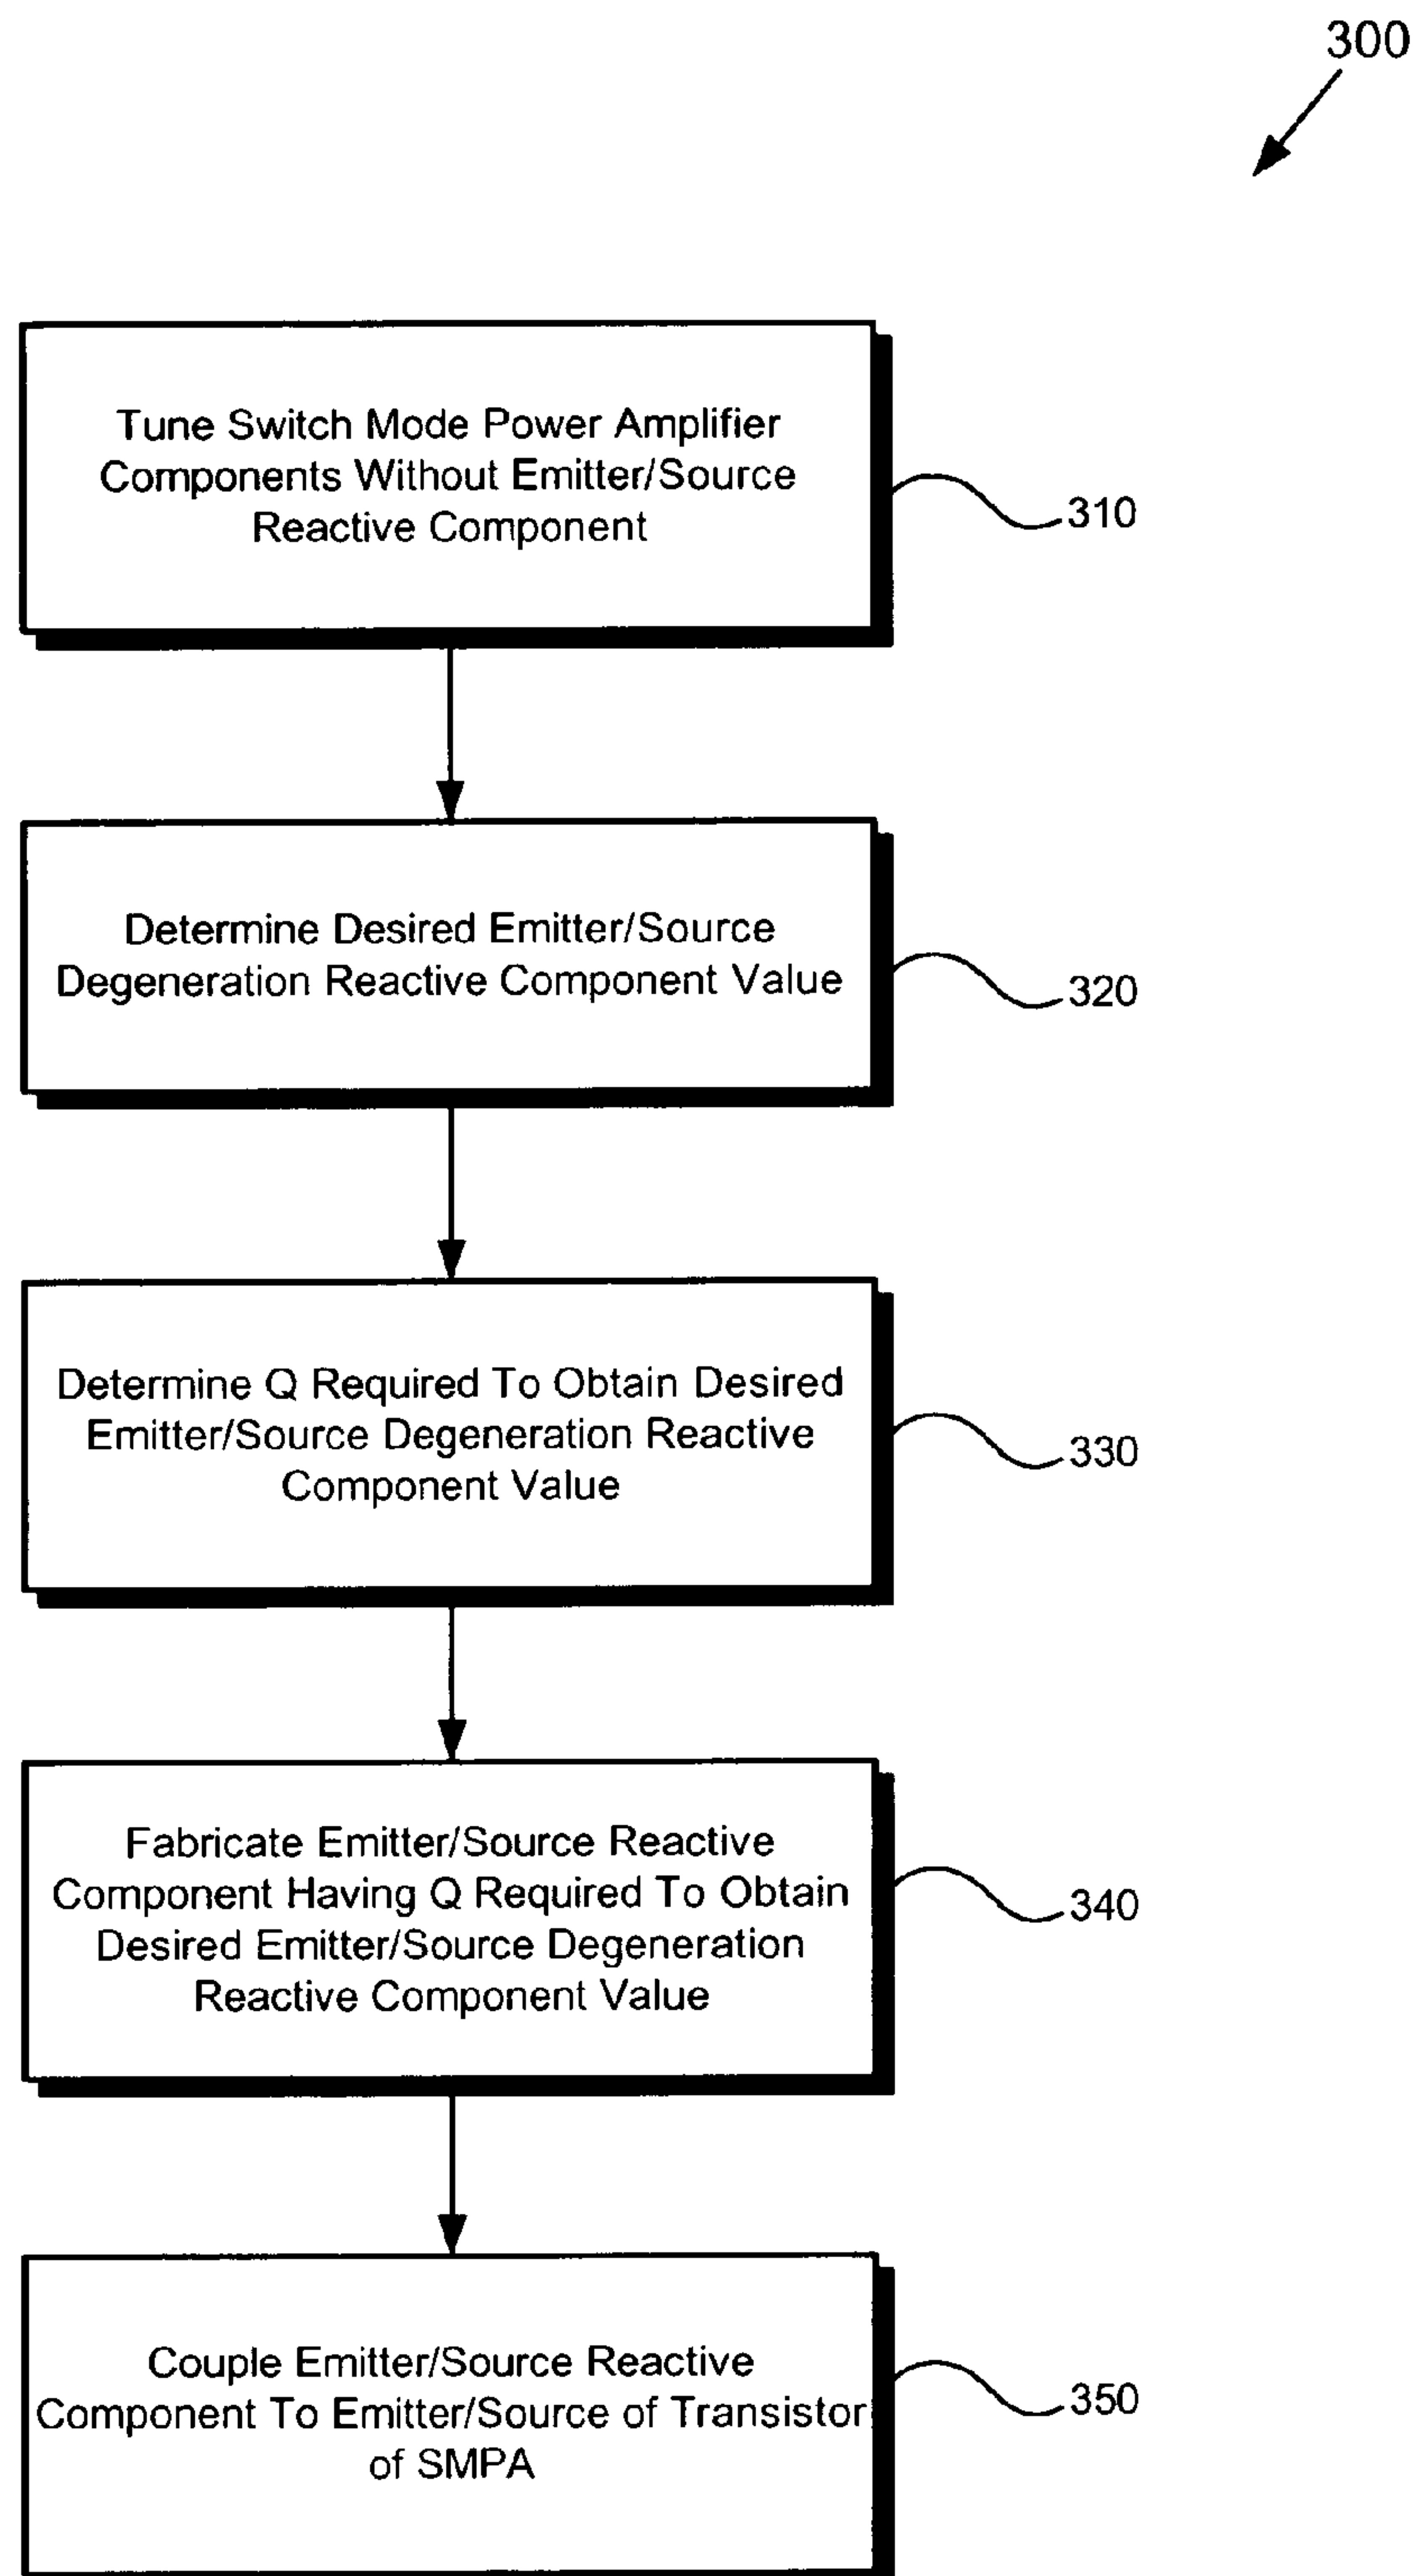 300
Tune Switch Mode Power Amplifier
Components Without Emitter/Source
Reactive Component
310
Determine Desired Emitter/Source
Degeneration Reactive Component Value
320
Determine Q Required To Obtain Desired
Emitter/Source Degeneration Reactive
Component Value
330
Fabricate Emitter/Source Reactive
Component Having Q Required To Obtain
Desired Emitter/Source Degeneration
Reactive Component Value
340
Couple Emitter/Source Reactive
Component To Emitter/Source of Transistor
of SMPA
350